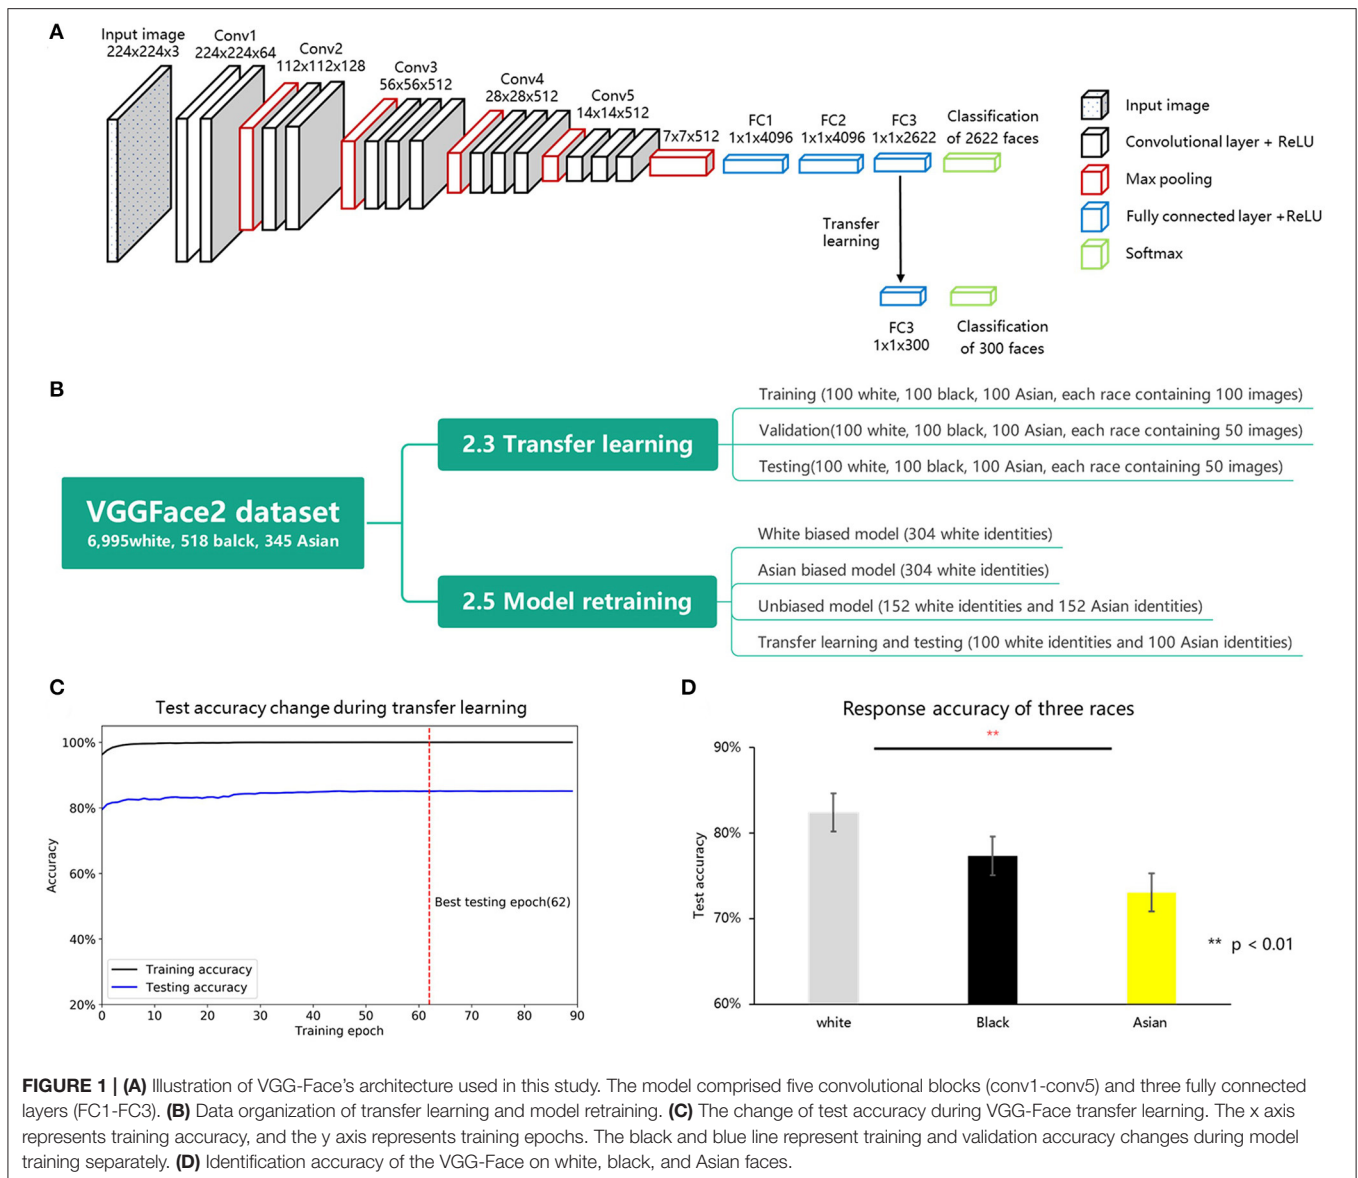 A
Input image
224x224x3
Conv1
224x224x64
Conv2
112x112x128
Conv3
56x56x512
Conv4
28x28x512
Conv5
14x14x512
7x7x512
FC1
1x1x4096
FC2
1x1x4096
FC3
1x1x2622
Classification
of 2622 faces
Input image
Convolutional layer + ReLU
Max pooling
Fully connected layer +ReLU
Softmax
Transfer
learning
FC3
1x1x300
Classification
of 300 faces
B
VGGFace2 dataset
6,995white, 518 balck, 345 Asian
2.3 Transfer learning
Training (100 white, 100 black, 100 Asian, each race containing 100 images)
Validation(100 white, 100 black, 100 Asian, each race containing 50 images)
Testing(100 white, 100 black, 100 Asian, each race containing 50 images)
2.5 Model retraining
White biased model (304 white identities)
Asian biased model (304 white identities)
Unbiased model (152 white identities and 152 Asian identities)
Transfer learning and testing (100 white identities and 100 Asian identities)
C
Test accuracy change during transfer learning
Accuracy
100%
80%
60%
40%
20%
Best testing epoch(62)
Training accuracy
Testing accuracy
0 10 20 30 40 50 60 70 80 90
Training epoch
D
Response accuracy of three races
**
Test accuracy
90%
80%
70%
60%
** p < 0.01
white Black Asian
FIGURE 1 | (A) Illustration of VGG-Face's architecture used in this study. The model comprised five convolutional blocks (conv1-conv5) and three fully connected
layers (FC1-FC3). (B) Data organization of transfer learning and model retraining. (C) The change of test accuracy during VGG-Face transfer learning. The x axis
represents training accuracy, and the y axis represents training epochs. The black and blue line represent training and validation accuracy changes during model
training separately. (D) Identification accuracy of the VGG-Face on white, black, and Asian faces.